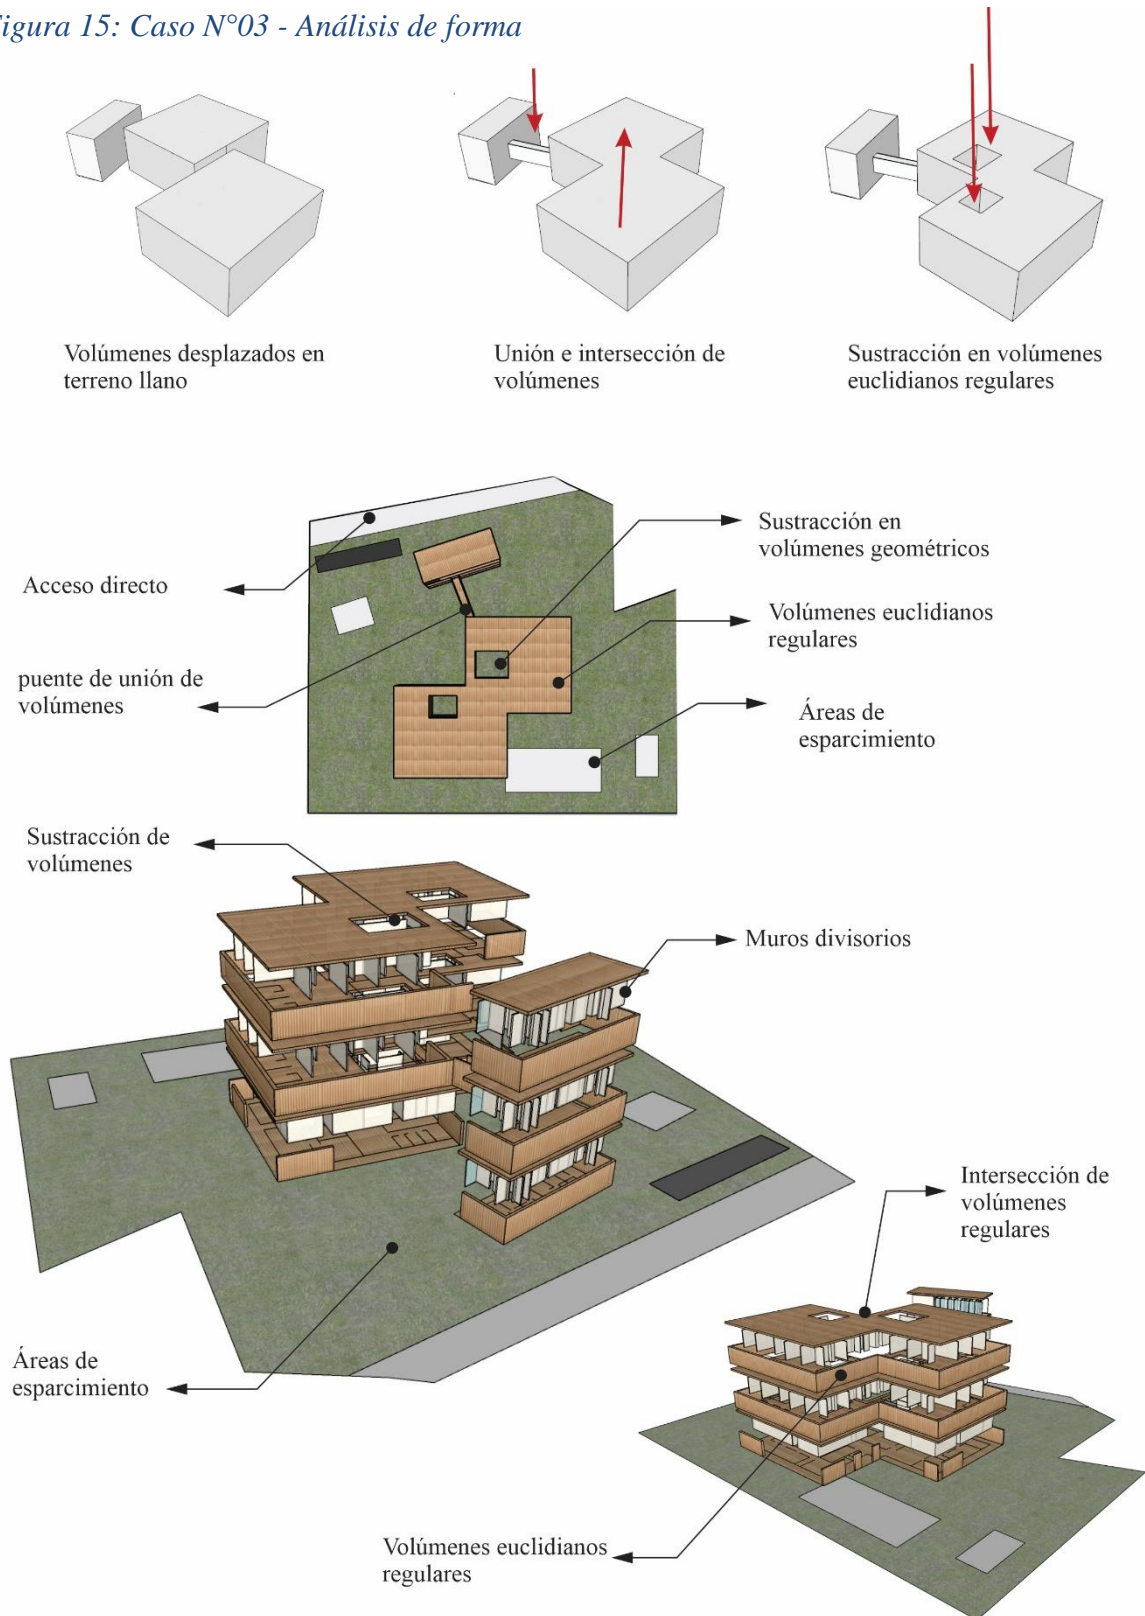 igura 15: Caso N°03 - Análisis de forma
Volúmenes desplazados en
terreno llano
Unión e intersección de
volúmenes
Sustracción en volúmenes
euclidianos regulares
Sustracción en
volúmenes geométricos
Acceso directo
Volúmenes euclidianos
regulares
puente de unión de
volúmenes
Áreas de
esparcimiento
Sustracción de
volúmenes
Muros divisorios
Intersección de
volúmenes
regulares
Áreas de
esparcimiento
Volúmenes euclidianos
regulares